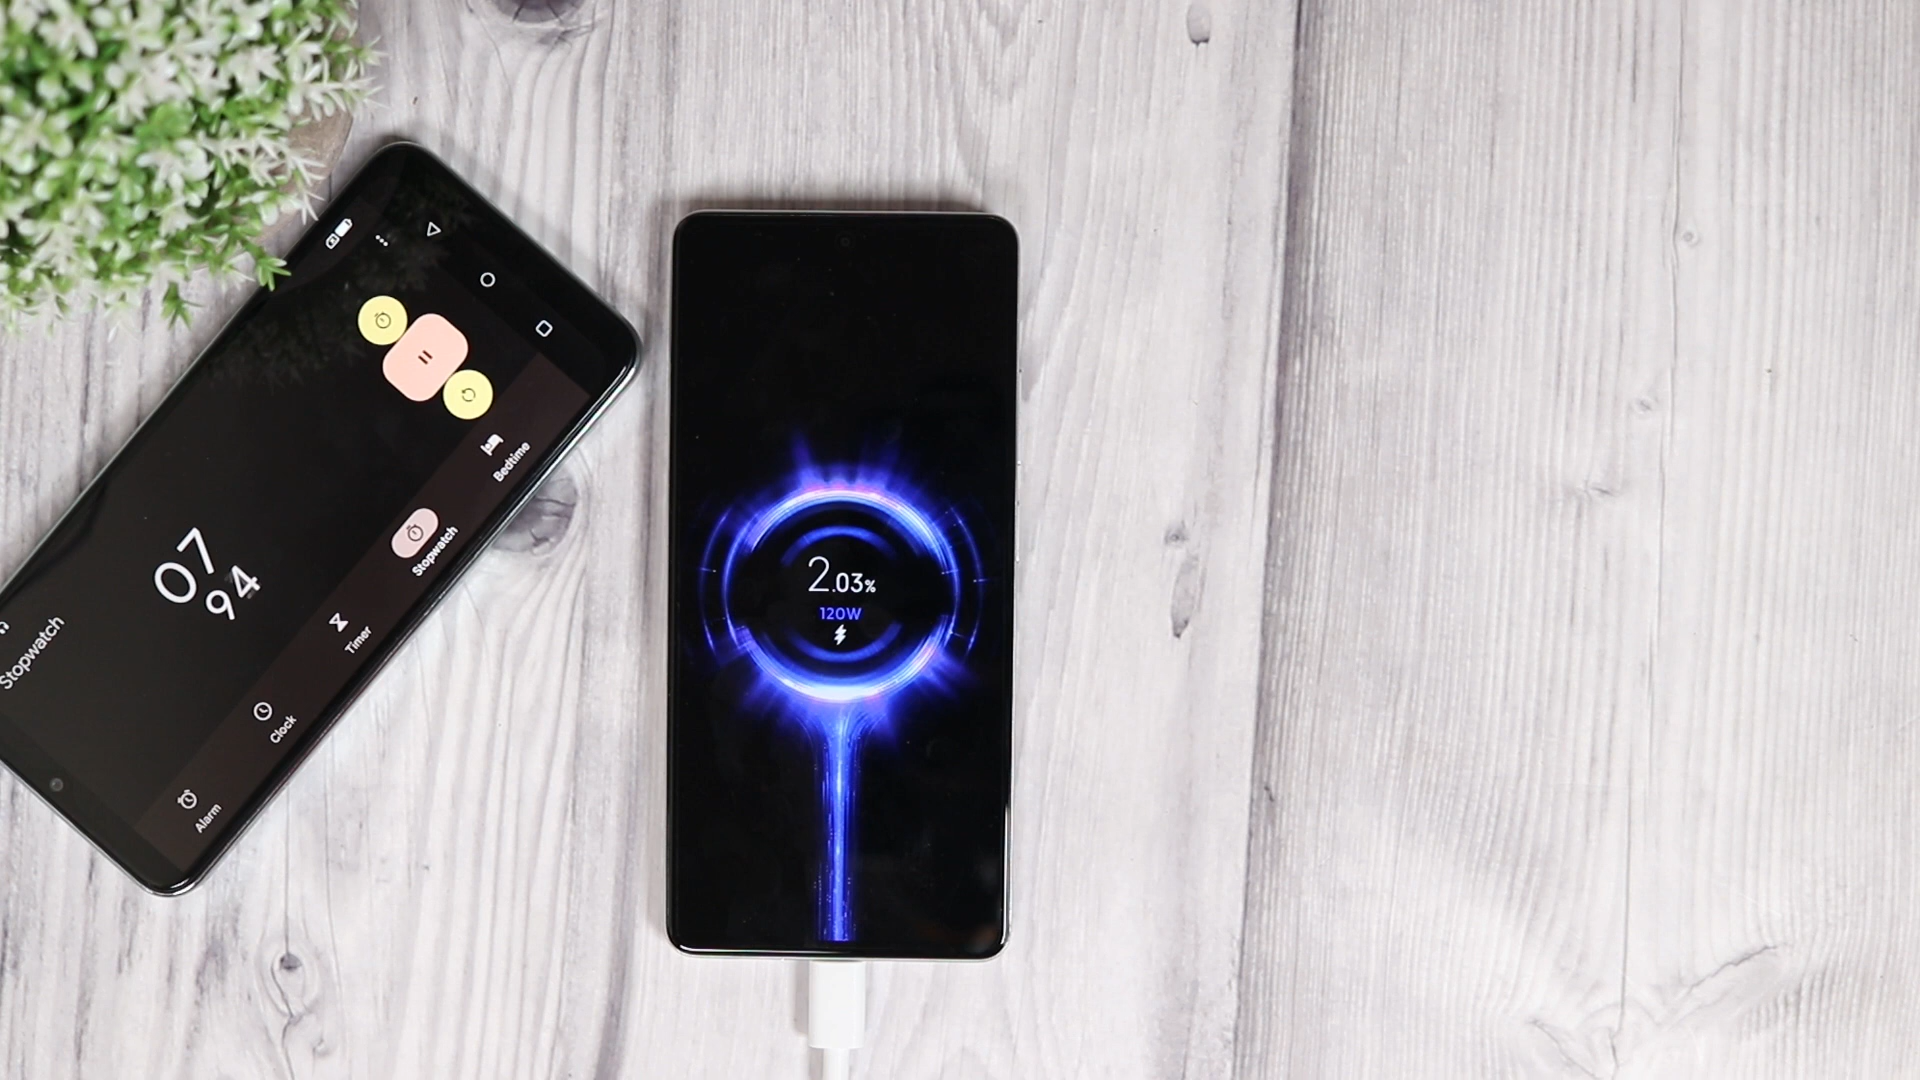 Stopwatch
07
94
Alarm
Clock
Timer
Stopwatch
Bedtime
2.03%
120W